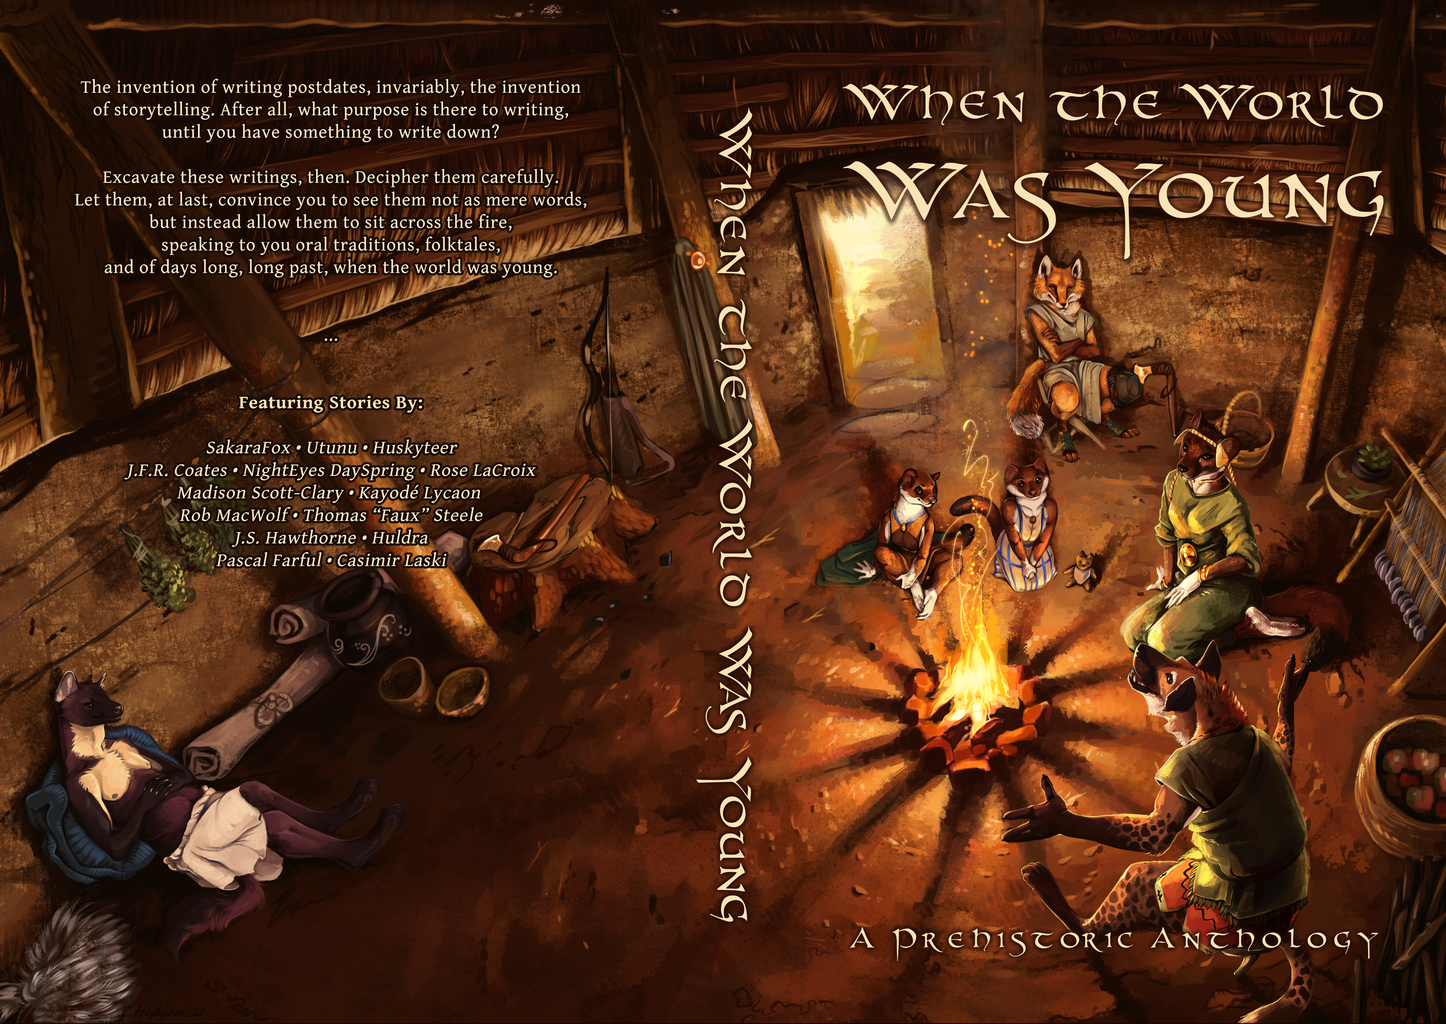 The invention of writing postdates, invariably, the invention
of storytelling. After all, what purpose is there to writing,
until you have something to write down?
Excavate these writings, then. Decipher them carefully.
Let them, at last, convince you to see them not as mere words,
but instead allow them to sit across the fire,
speaking to you oral traditions, folktales,
and of days long, long past, when the world was young.
...
Featuring Stories By:
SakaraFox • Utunu • Huskyteer
J.F.R. Coates • NightEyes DaySpring • Rose LaCroix
Madison Scott-Clary • Kayodé Lycaon
Rob MacWolf • Thomas “Faux” Steele
J.S. Hawthorne • Huldra
Pascal Farful • Casimir Laski
When the World Was Young
When the World
Was Young
A Prehistoric Anthology